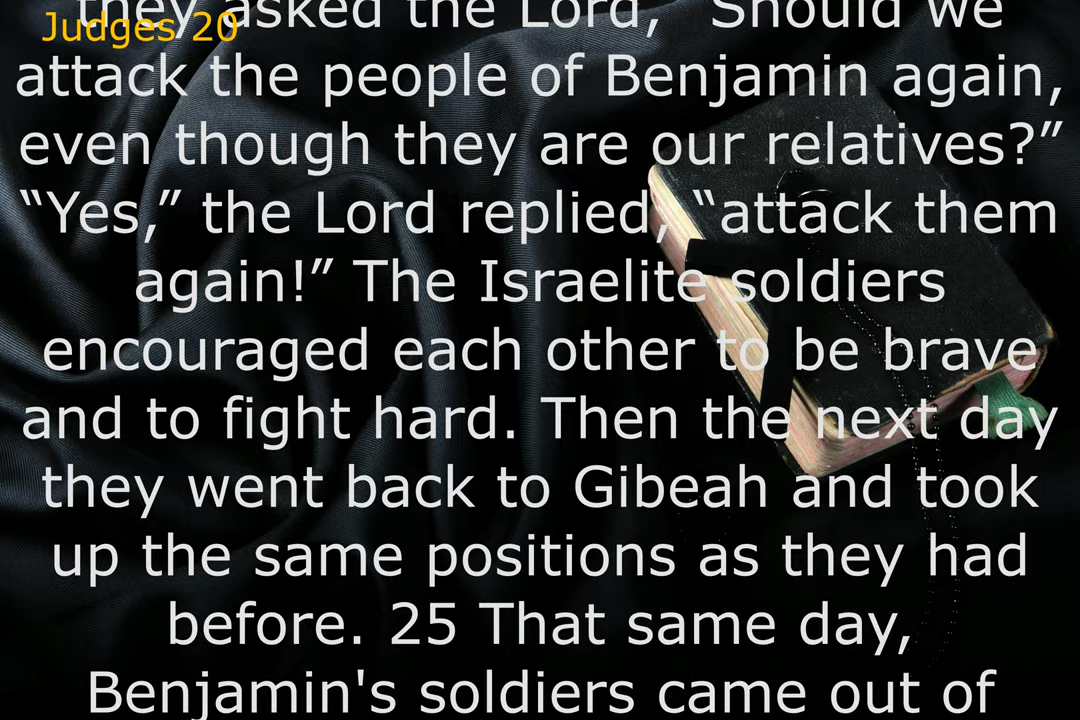 Judges 20
they asked the Lord, “Should we
attack the people of Benjamin again,
even though they are our relatives?”
“Yes,” the Lord replied, “attack them
again!” The Israelite soldiers
encouraged each other to be brave
and to fight hard. Then the next day
they went back to Gibeah and took
up the same positions as they had
before. 25 That same day,
Benjamin's soldiers came out of